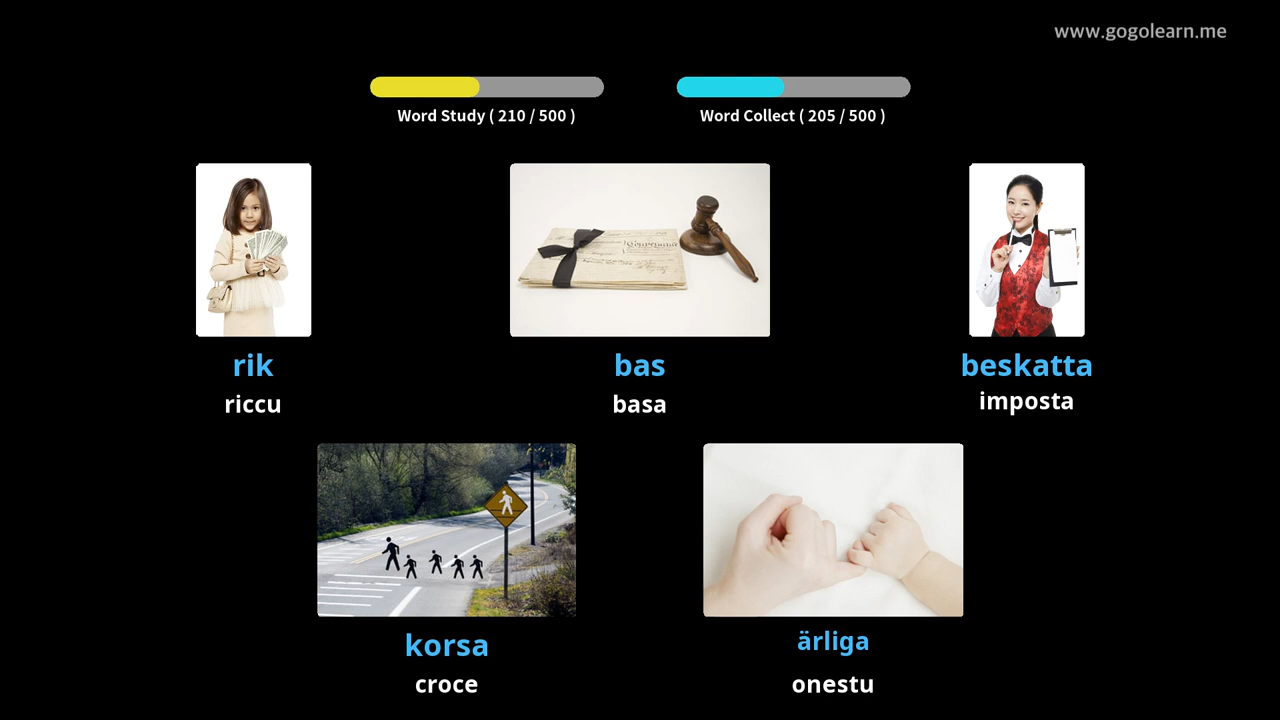 www.gogolearn.me
Word Study ( 210 / 500 )
Word Collect ( 205 / 500 )
rik
riccu
bas
basa
beskatta
imposta
korsa
croce
ärliga
onestu